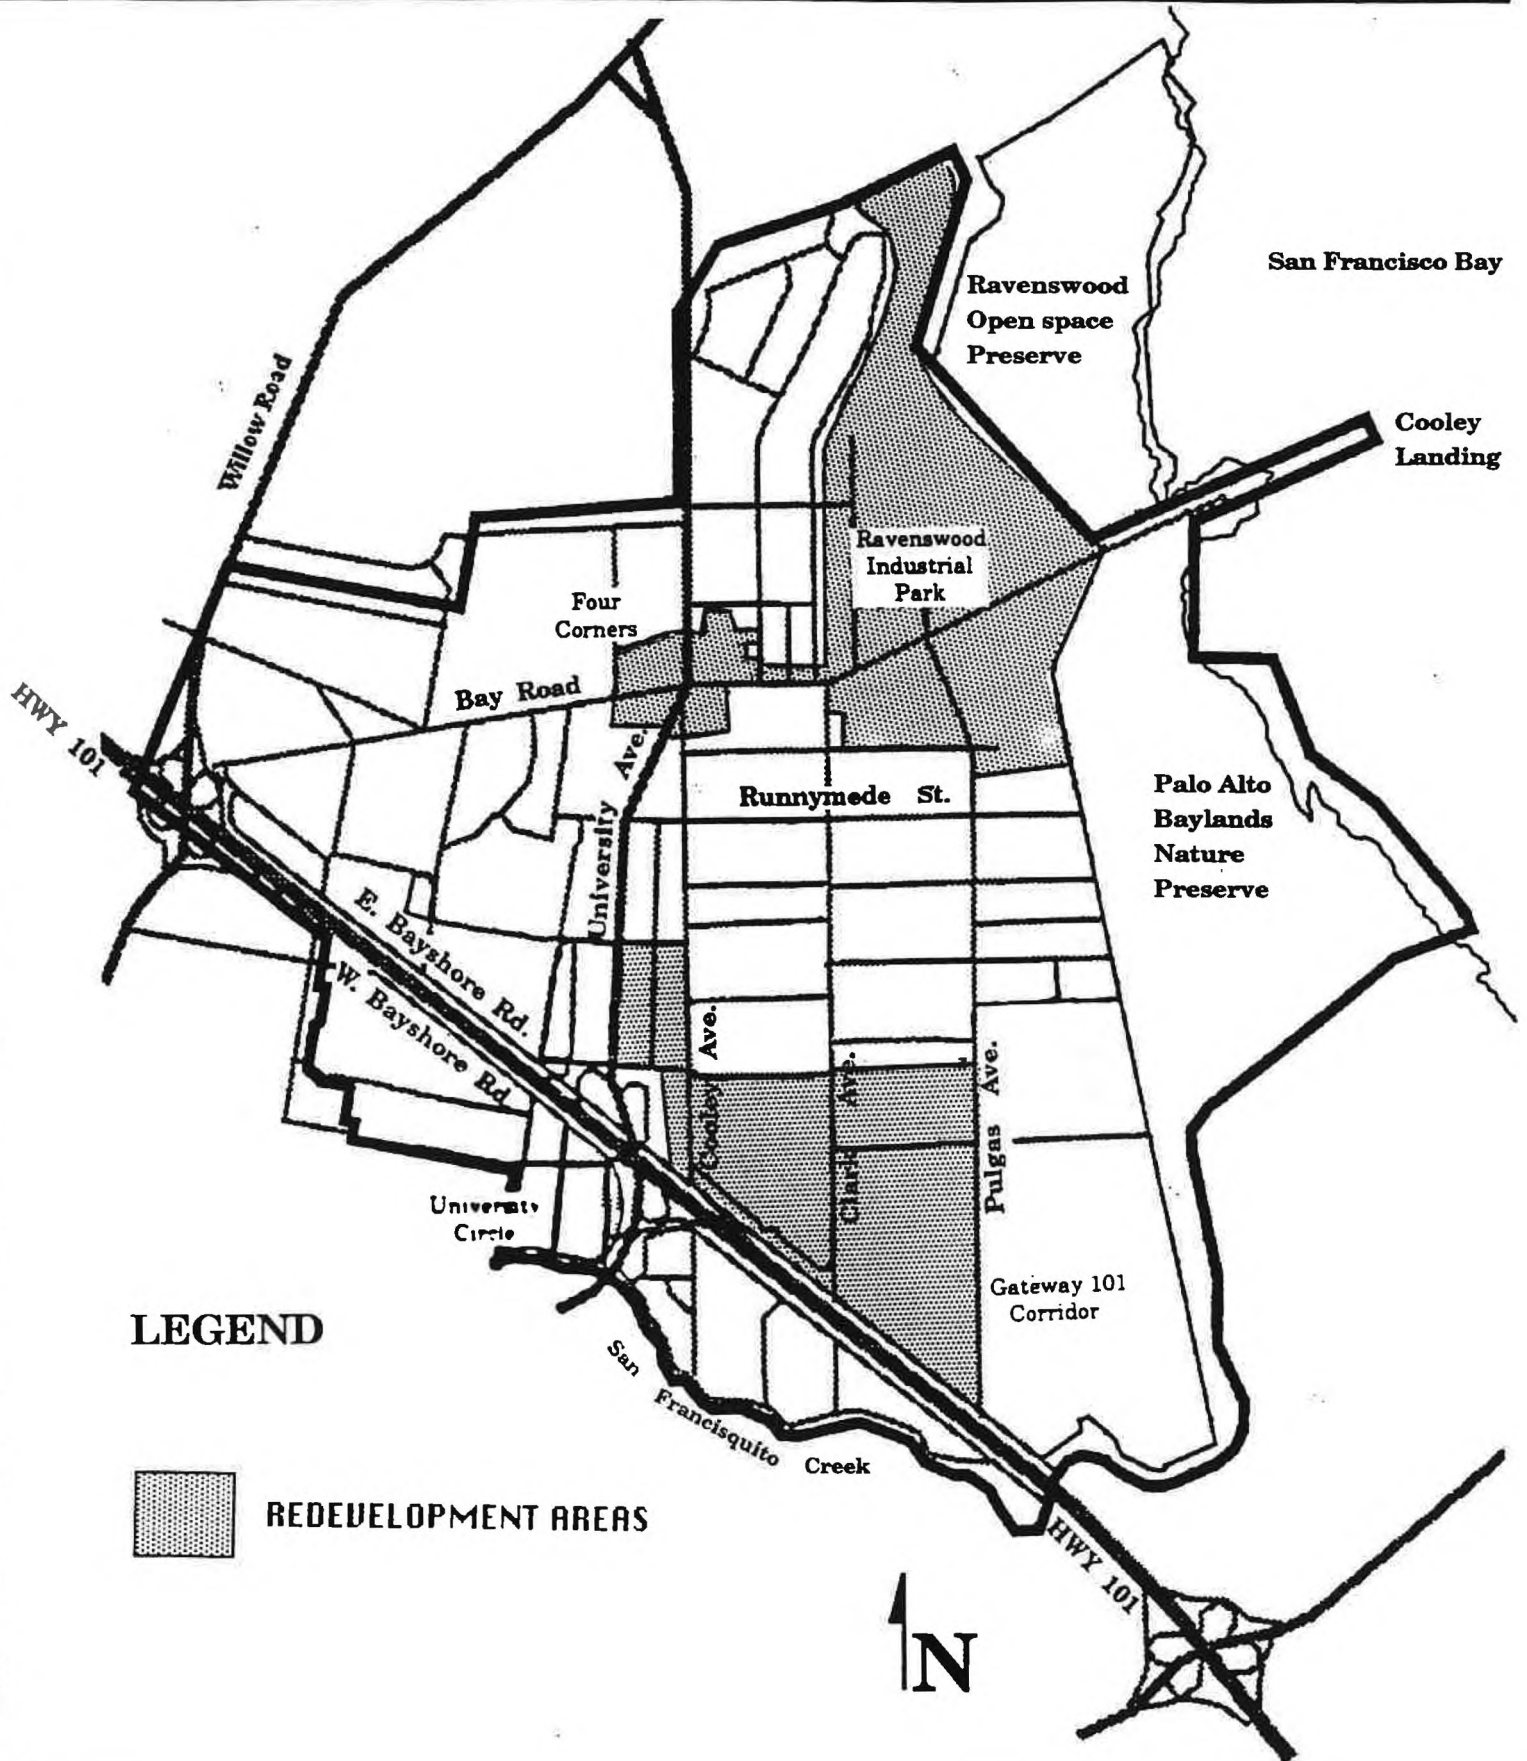 San Francisco Bay
Ravenswood
Open space
Preserve
Willow Road
Cooley
Landing
Ravenswood
Industrial
Park
Four
Corners
Bay Road
HWY 101
University Ave.
Runnymede St.
Palo Alto
Baylands
Nature
Preserve
E. Bayshore Rd.
W. Bayshore Rd
Cooley Ave.
Clark Ave.
Pulgas Ave.
University
Circle
Gateway 101
Corridor
LEGEND
San Francisquito Creek
REDEVELOPMENT AREAS
HWY 101
N